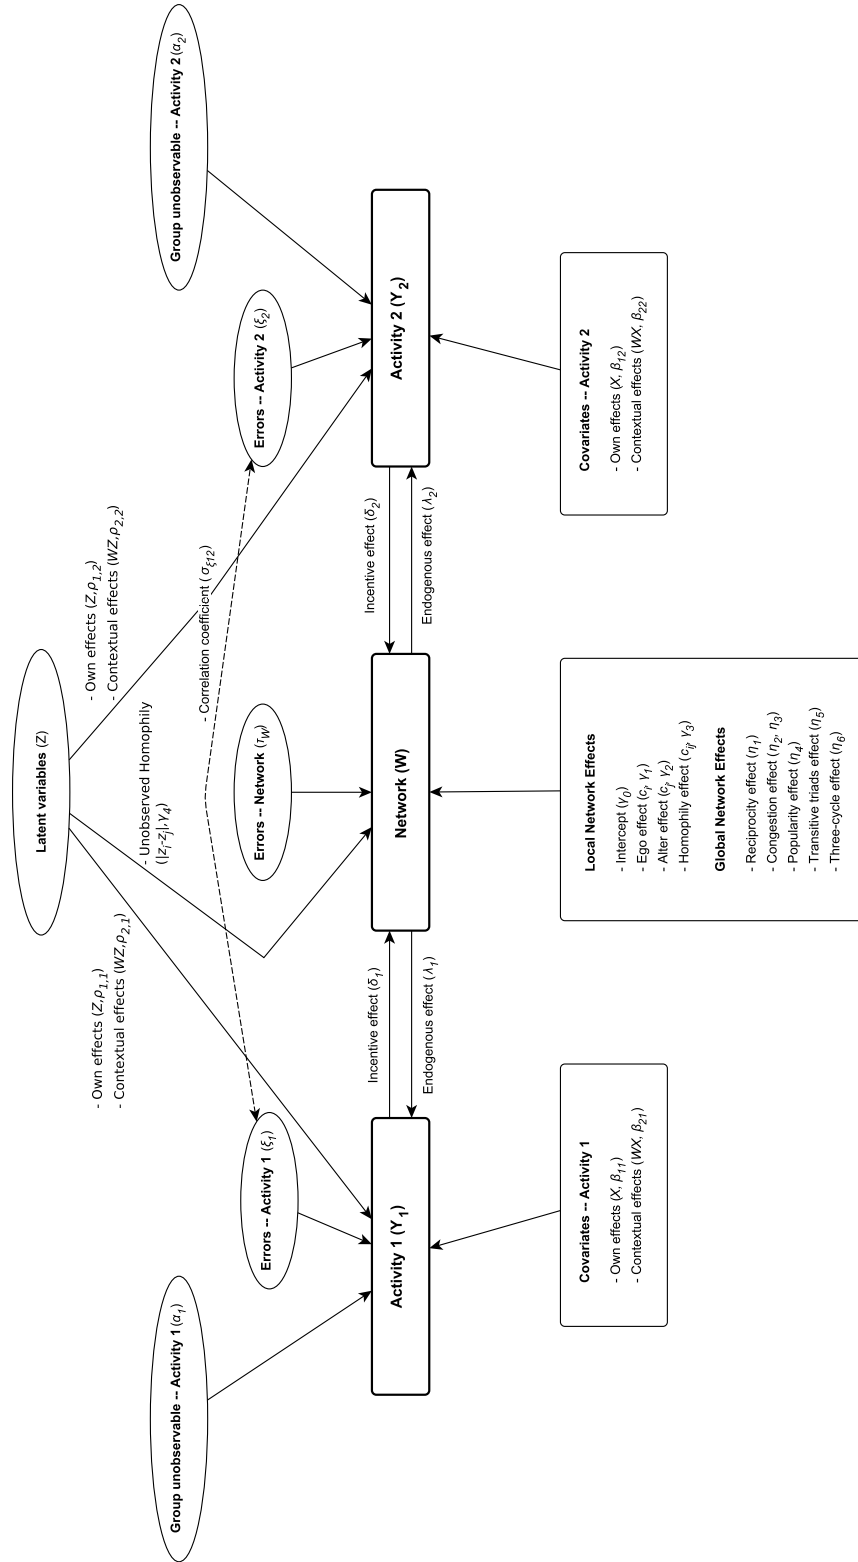 Latent variables (Z)
Group unobservable -- Activity 1 (α₁)
Group unobservable -- Activity 2 (α₂)
- Own effects (Z,ρ₁,₁)
- Contextual effects (WZ,ρ₂,₁)
- Unobserved Homophily
(|zᵢ-zⱼ|,γ₄)
- Own effects (Z,ρ₁,₂)
- Contextual effects (WZ,ρ₂,₂)
- Correlation coefficient (σ_ξ12)
Errors -- Activity 1 (ξ₁)
Errors -- Network (τ_W)
Errors -- Activity 2 (ξ₂)
Activity 1 (Y₁)
Incentive effect (δ₁)
Endogenous effect (λ₁)
Network (W)
Incentive effect (δ₂)
Endogenous effect (λ₂)
Activity 2 (Y₂)
Covariates -- Activity 1
- Own effects (X, β₁₁)
- Contextual effects (WX, β₂₁)
Local Network Effects
- Intercept (γ₀)
- Ego effect (cᵢ, γ₁)
- Alter effect (cⱼ, γ₂)
- Homophily effect (cᵢⱼ, γ₃)
Global Network Effects
- Reciprocity effect (η₁)
- Congestion effect (η₂, η₃)
- Popularity effect (η₄)
- Transitive triads effect (η₅)
- Three-cycle effect (η₆)
Covariates -- Activity 2
- Own effects (X, β₁₂)
- Contextual effects (WX, β₂₂)